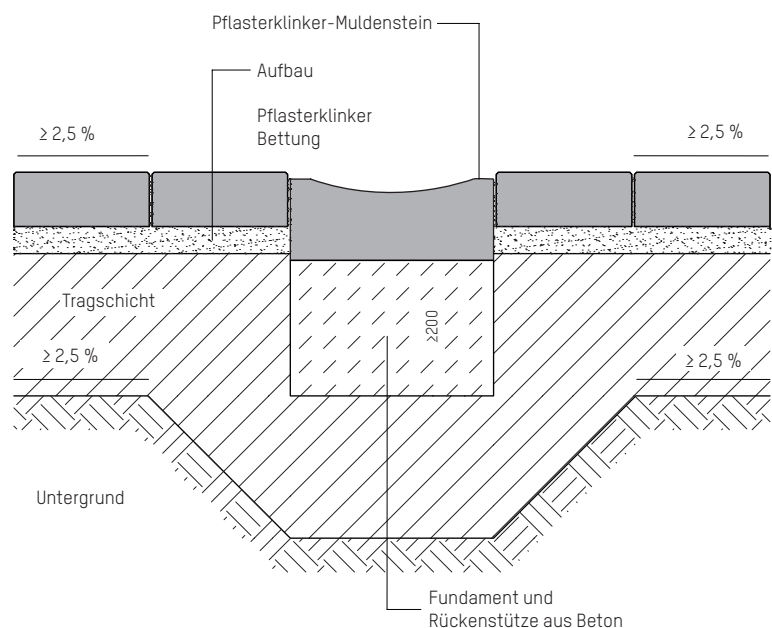 Pflasterklinker-Muldenstein
Aufbau
Pflasterklinker
Bettung
≥ 2,5 %
≥ 2,5 %
Tragschicht
≥200
≥ 2,5 %
≥ 2,5 %
Untergrund
Fundament und
Rückenstütze aus Beton